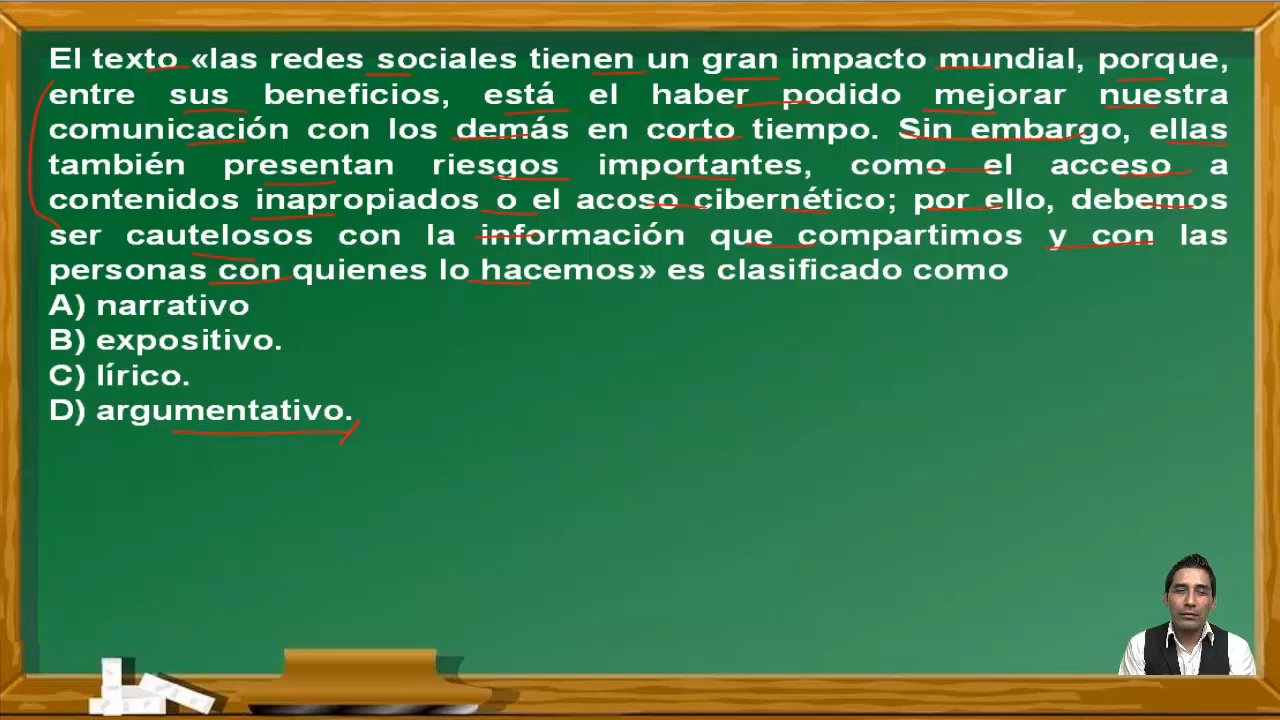 El texto «las redes sociales tienen un gran impacto mundial, porque,
entre sus beneficios, está el haber podido mejorar nuestra
comunicación con los demás en corto tiempo. Sin embargo, ellas
también presentan riesgos importantes, como el acceso a
contenidos inapropiados o el acoso cibernético; por ello, debemos
ser cautelosos con la información que compartimos y con las
personas con quienes lo hacemos» es clasificado como
A) narrativo
B) expositivo.
C) lírico.
D) argumentativo.